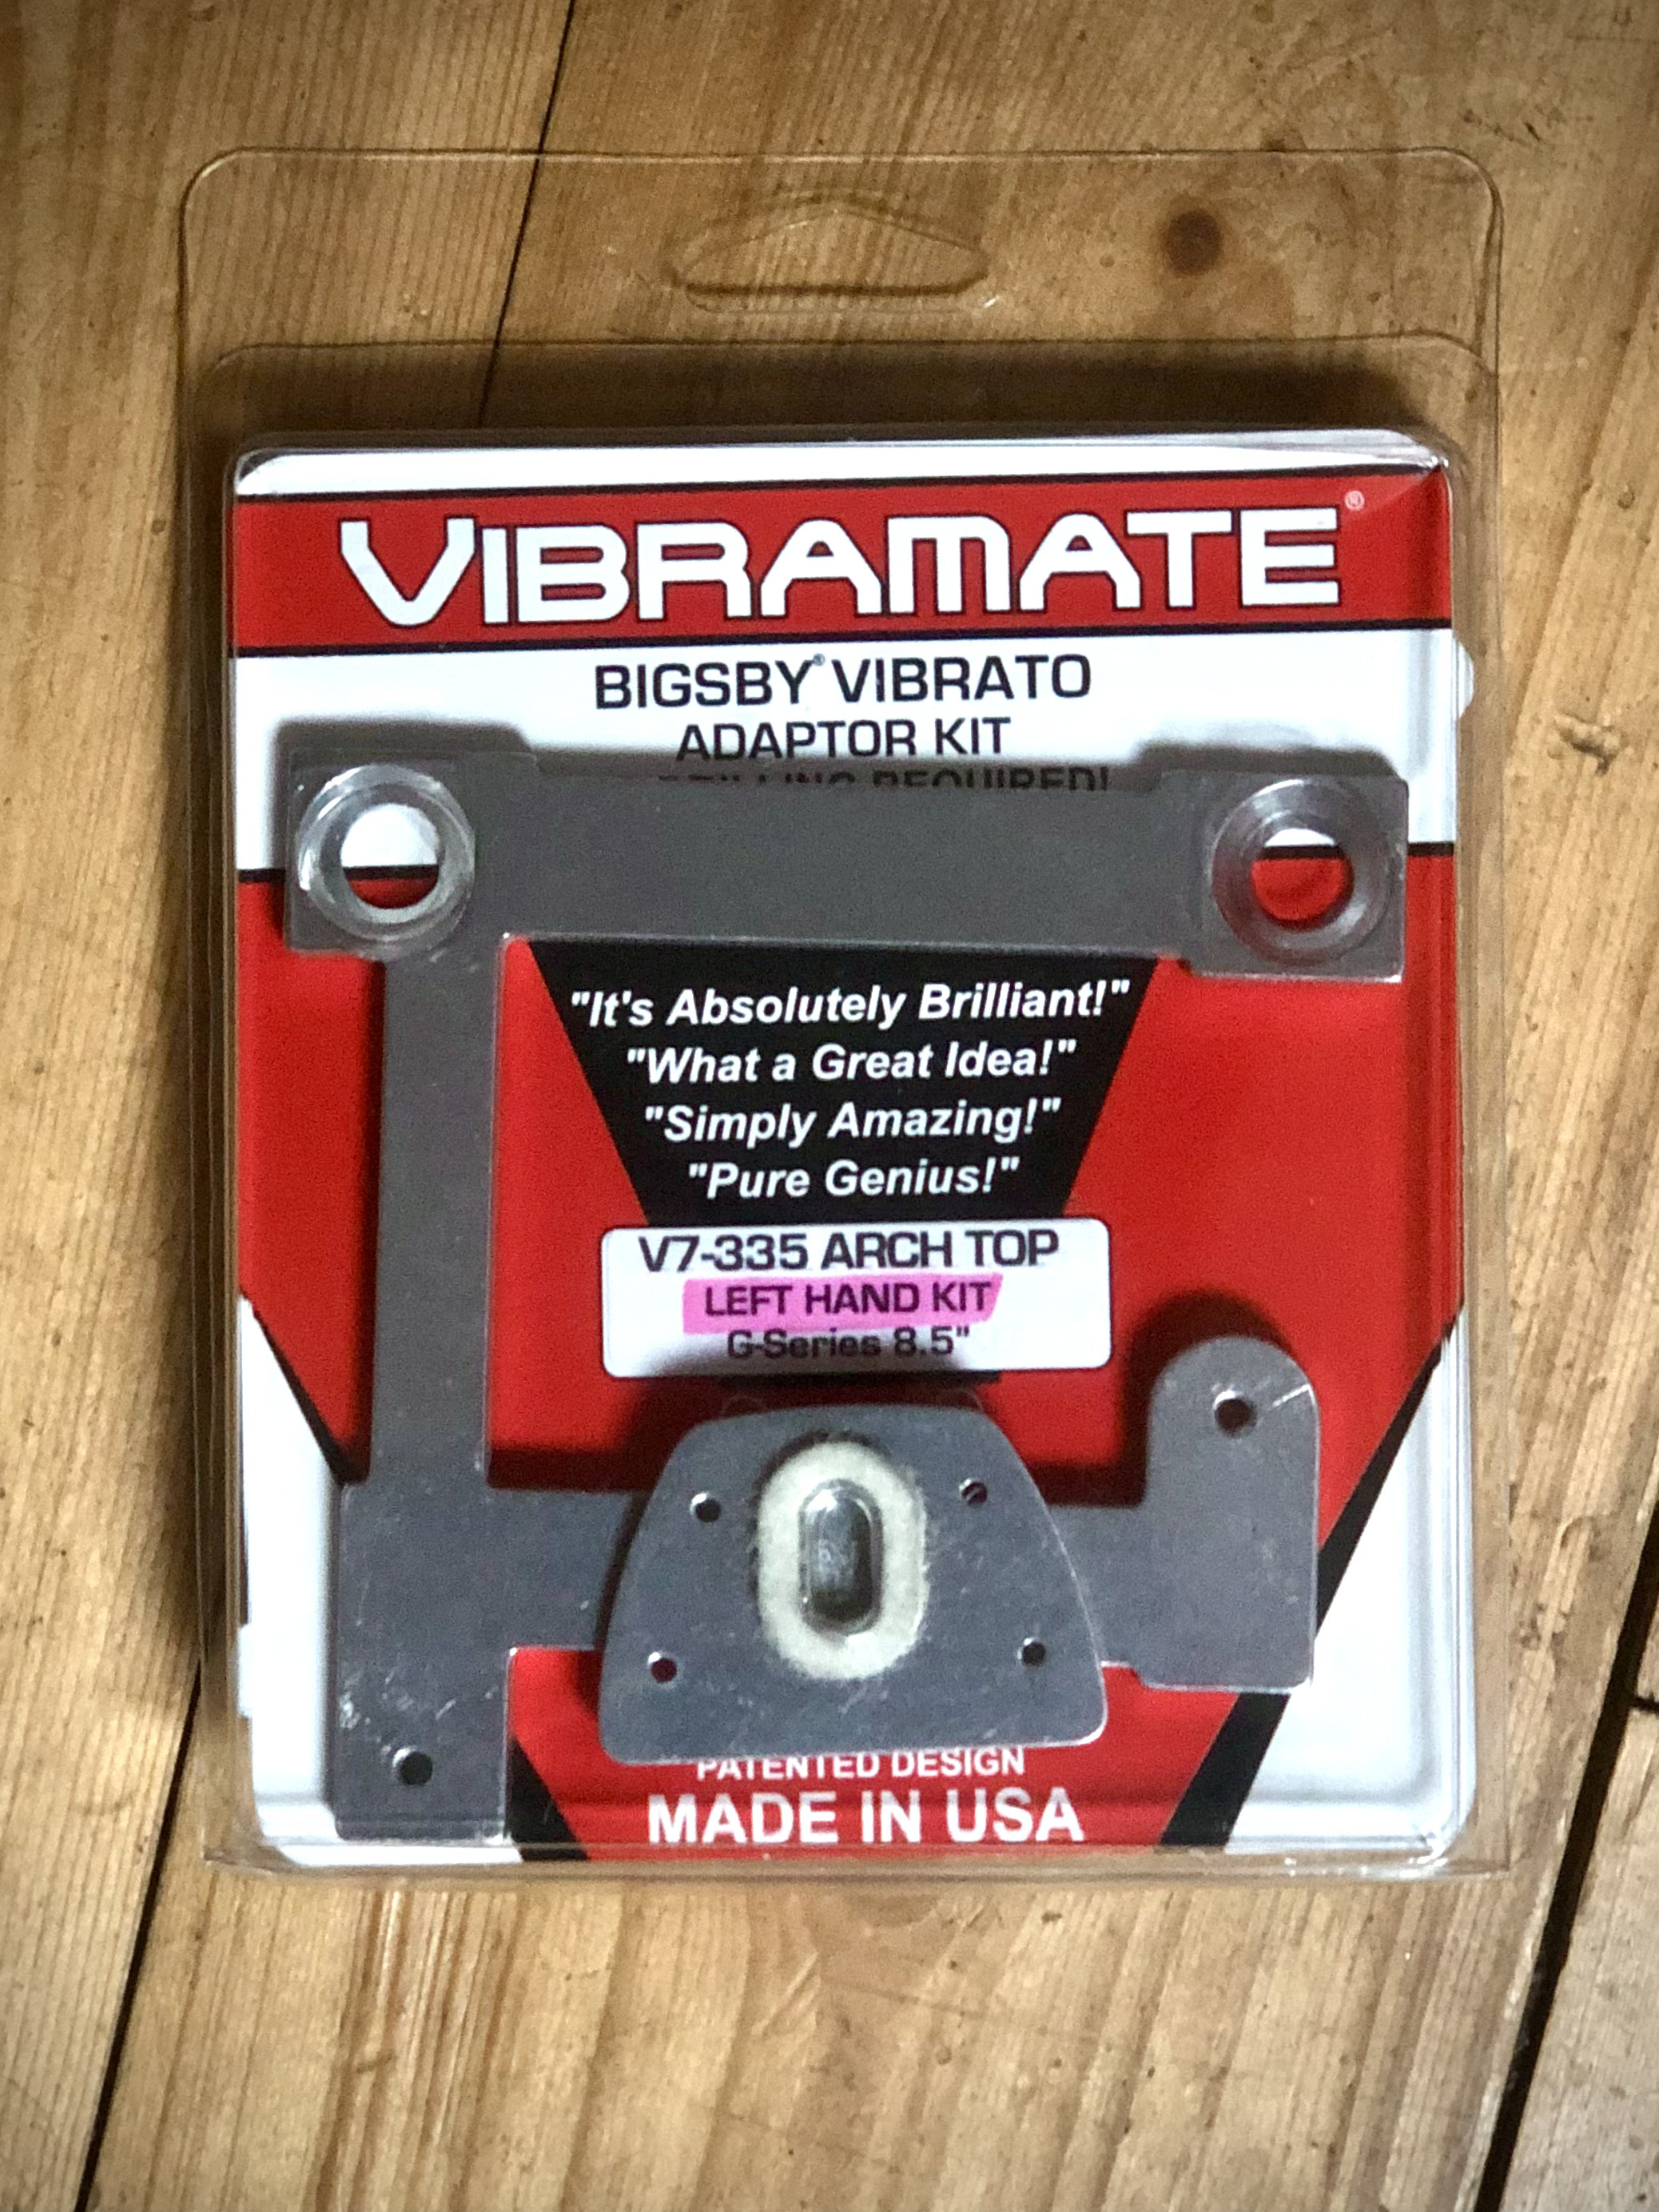 VIBRAMATE®
BIGSBY® VIBRATO
ADAPTOR KIT
REQUIRED!
"It's Absolutely Brilliant!"
"What a Great Idea!"
"Simply Amazing!"
"Pure Genius!"
V7-335 ARCH TOP
LEFT HAND KIT
G-Series 8.5"
PATENTED DESIGN
MADE IN USA